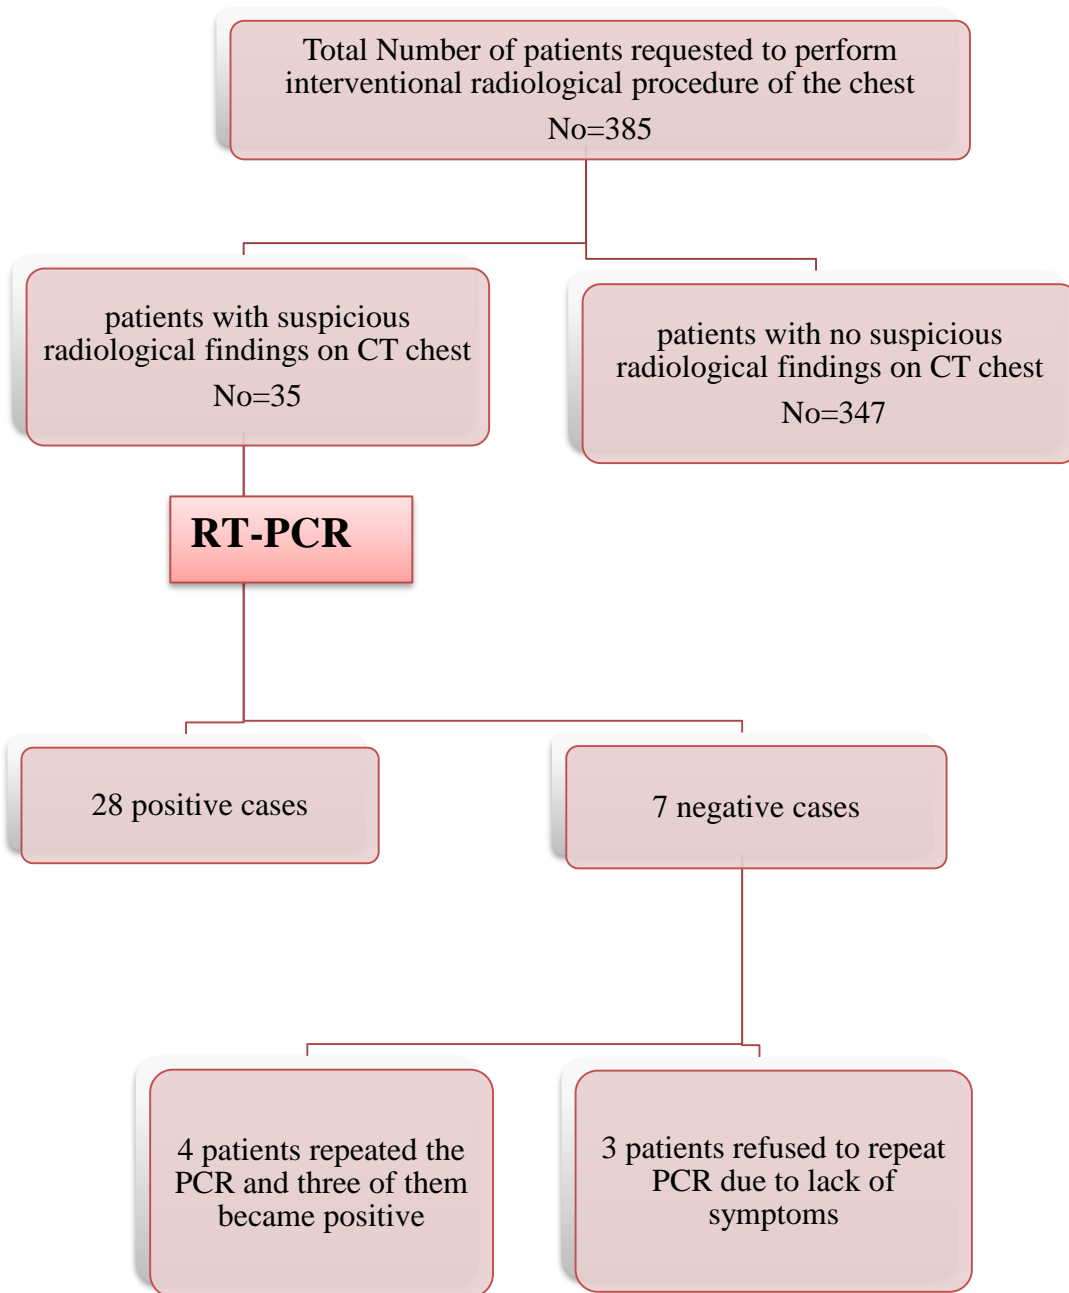 Total Number of patients requested to perform
interventional radiological procedure of the chest
No=385
patients with suspicious
radiological findings on CT chest
No=35
patients with no suspicious
radiological findings on CT chest
No=347
RT-PCR
28 positive cases
7 negative cases
4 patients repeated the
PCR and three of them
became positive
3 patients refused to repeat
PCR due to lack of
symptoms